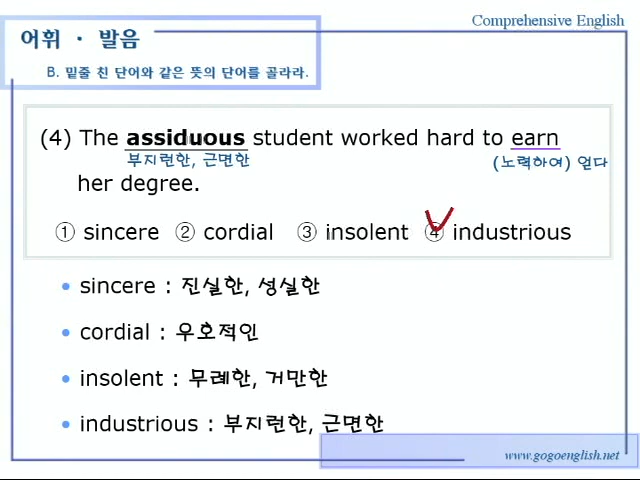 Comprehensive English
어휘 · 발음
B. 밑줄 친 단어와 같은 뜻의 단어를 골라라.
(4) The assiduous student worked hard to earn
부지런한, 근면한 (노력하여) 얻다
her degree.
① sincere ② cordial ③ insolent ④ industrious
• sincere : 진실한, 성실한
• cordial : 우호적인
• insolent : 무례한, 거만한
• industrious : 부지런한, 근면한
www.gogoenglish.net